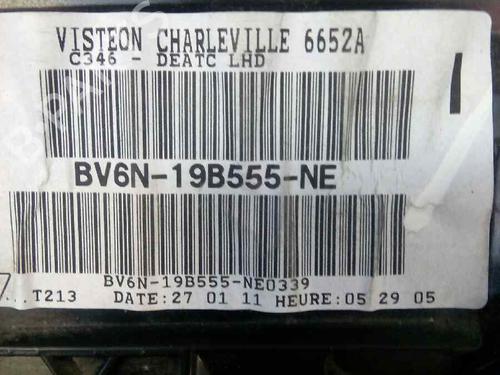 VISTEON CHARLEVILLE 6652A
C346 - DEATC LHD
BV6N-19B555-NE
BV6N-19B555-NE0339
...T213 DATE:27 01 11 HEURE:05 29 05